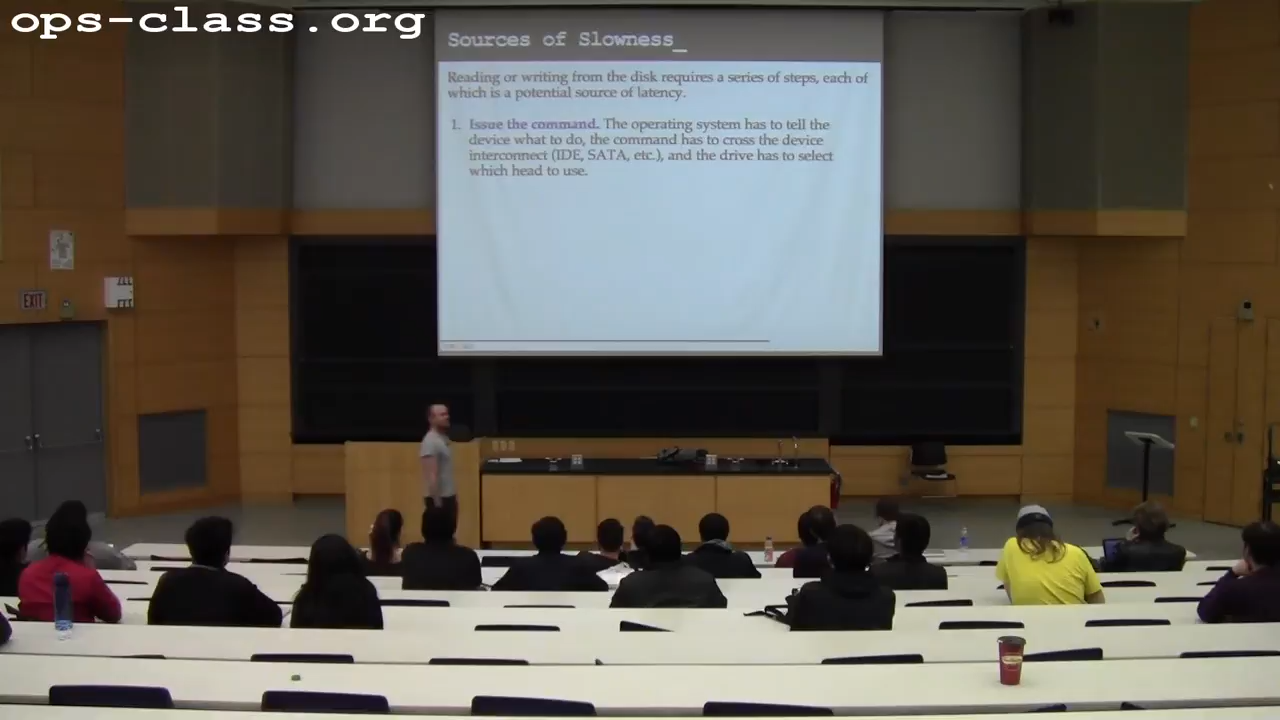 ops-class.org
Sources of Slowness_
Reading or writing from the disk requires a series of steps, each of
which is a potential source of latency.
1. Issue the command. The operating system has to tell the
device what to do, the command has to cross the device
interconnect (IDE, SATA, etc.), and the drive has to select
which head to use.
EXIT